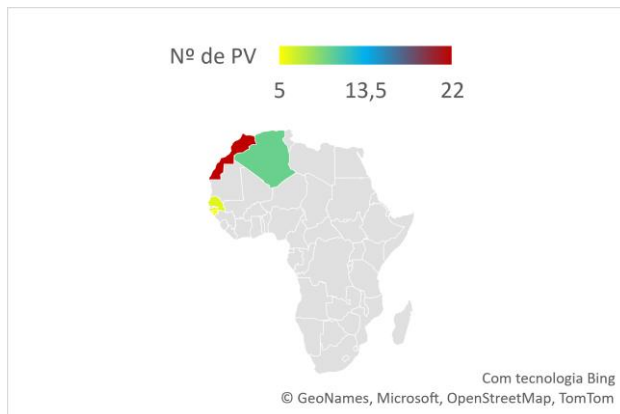 Nº de PV
5 13,5 22
Com tecnologia Bing
© GeoNames, Microsoft, OpenStreetMap, TomTom